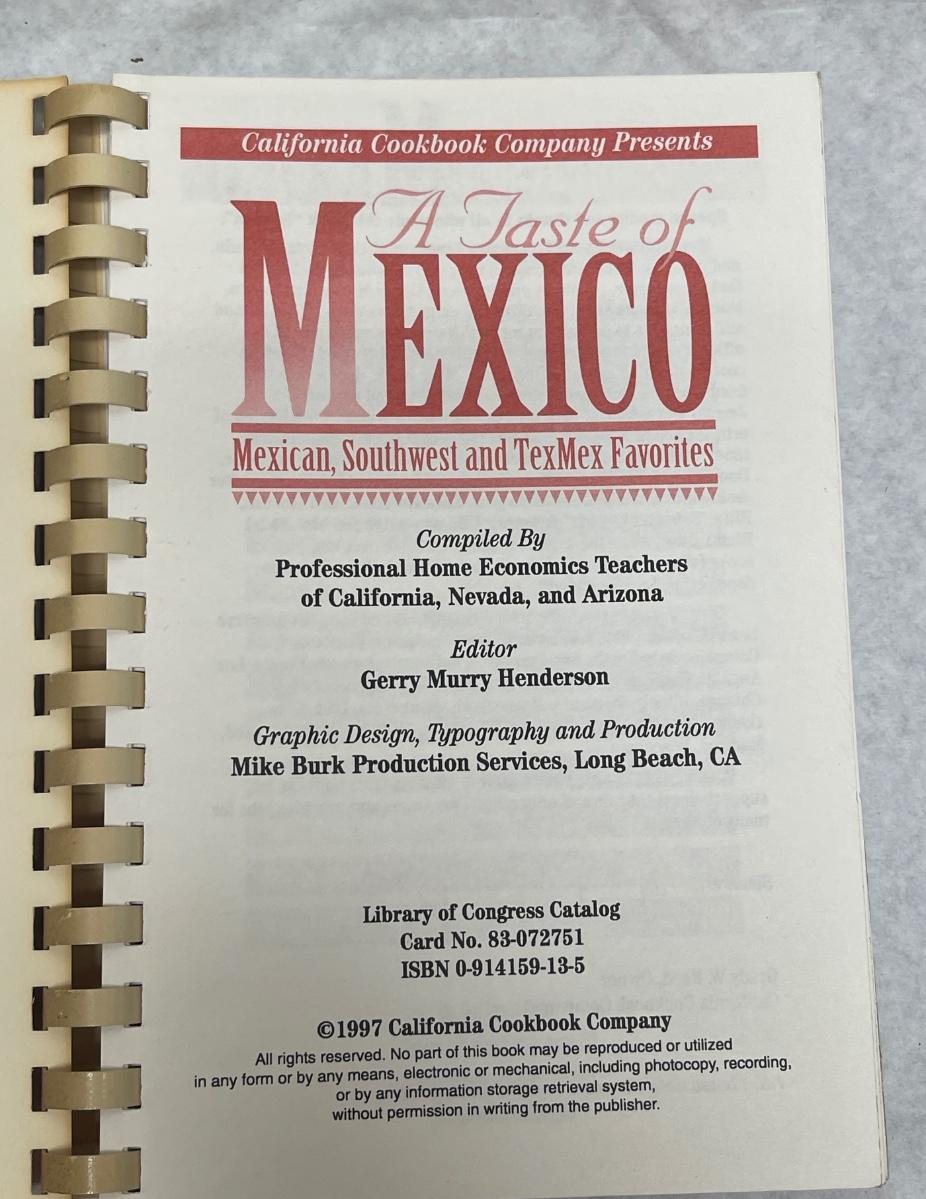 California Cookbook Company Presents
A Taste of
MEXICO
Mexican, Southwest and TexMex Favorites
Compiled By
Professional Home Economics Teachers
of California, Nevada, and Arizona
Editor
Gerry Murry Henderson
Graphic Design, Typography and Production
Mike Burk Production Services, Long Beach, CA
Library of Congress Catalog
Card No. 83-072751
ISBN 0-914159-13-5
©1997 California Cookbook Company
All rights reserved. No part of this book may be reproduced or utilized
in any form or by any means, electronic or mechanical, including photocopy, recording,
or by any information storage retrieval system,
without permission in writing from the publisher.